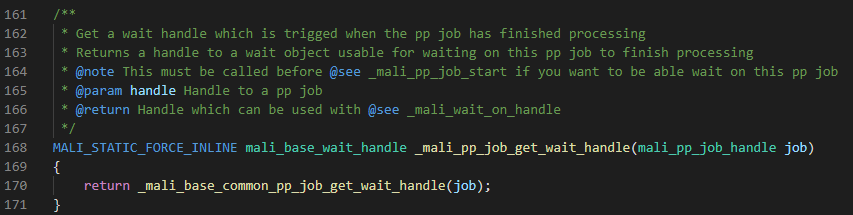 161 /**
162  * Get a wait handle which is trigged when the pp job has finished processing
163  * Returns a handle to a wait object usable for waiting on this pp job to finish processing
164  * @note This must be called before @see _mali_pp_job_start if you want to be able wait on this pp job
165  * @param handle Handle to a pp job
166  * @return Handle which can be used with @see _mali_wait_on_handle
167  */
168 MALI_STATIC_FORCE_INLINE mali_base_wait_handle _mali_pp_job_get_wait_handle(mali_pp_job_handle job)
169 {
170     return _mali_base_common_pp_job_get_wait_handle(job);
171 }